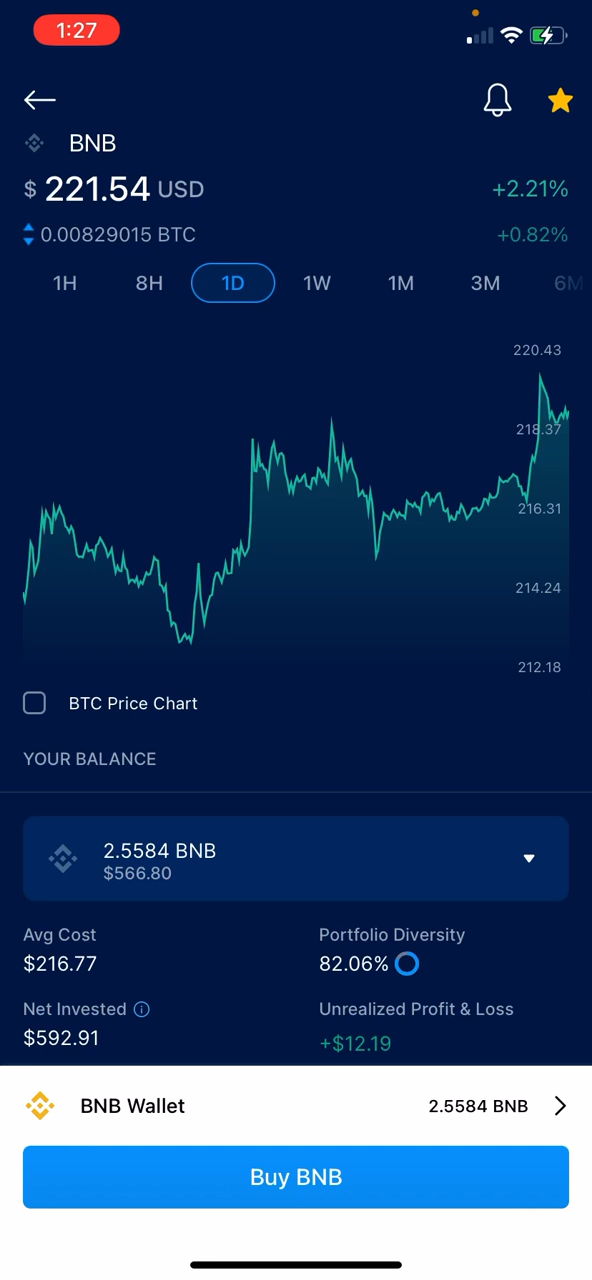 1:27
BNB
$ 221.54 USD +2.21%
0.00829015 BTC +0.82%
1H 8H 1D 1W 1M 3M 6M
220.43
218.37
216.31
214.24
212.18
BTC Price Chart
YOUR BALANCE
2.5584 BNB
$566.80
Avg Cost Portfolio Diversity
$216.77 82.06%
Net Invested Unrealized Profit & Loss
$592.91 +$12.19
BNB Wallet 2.5584 BNB
Buy BNB